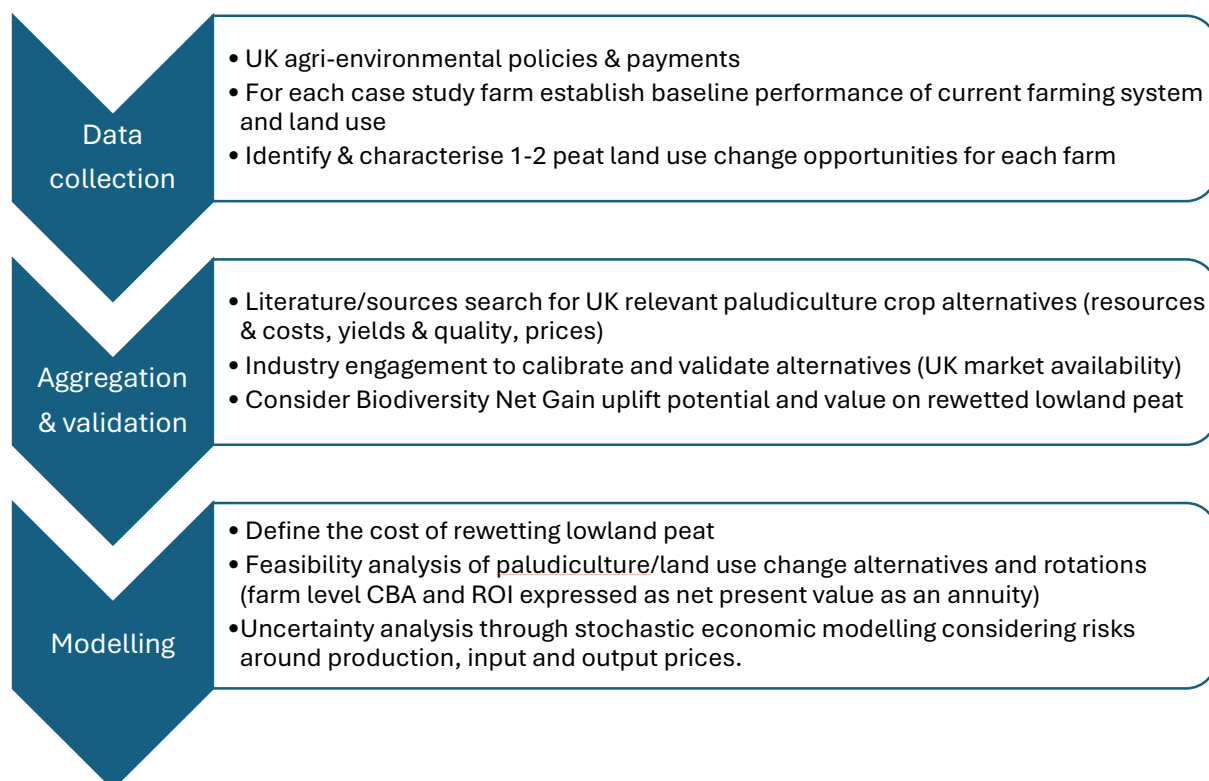 Data
collection
• UK agri-environmental policies & payments
• For each case study farm establish baseline performance of current farming system
and land use
• Identify & characterise 1-2 peat land use change opportunities for each farm
Aggregation
& validation
• Literature/sources search for UK relevant paludiculture crop alternatives (resources
& costs, yields & quality, prices)
• Industry engagement to calibrate and validate alternatives (UK market availability)
• Consider Biodiversity Net Gain uplift potential and value on rewetted lowland peat
Modelling
• Define the cost of rewetting lowland peat
• Feasibility analysis of paludiculture/land use change alternatives and rotations
(farm level CBA and ROI expressed as net present value as an annuity)
•Uncertainty analysis through stochastic economic modelling considering risks
around production, input and output prices.